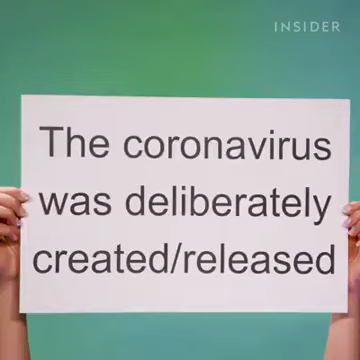 INSIDER
The coronavirus
was deliberately
created/released